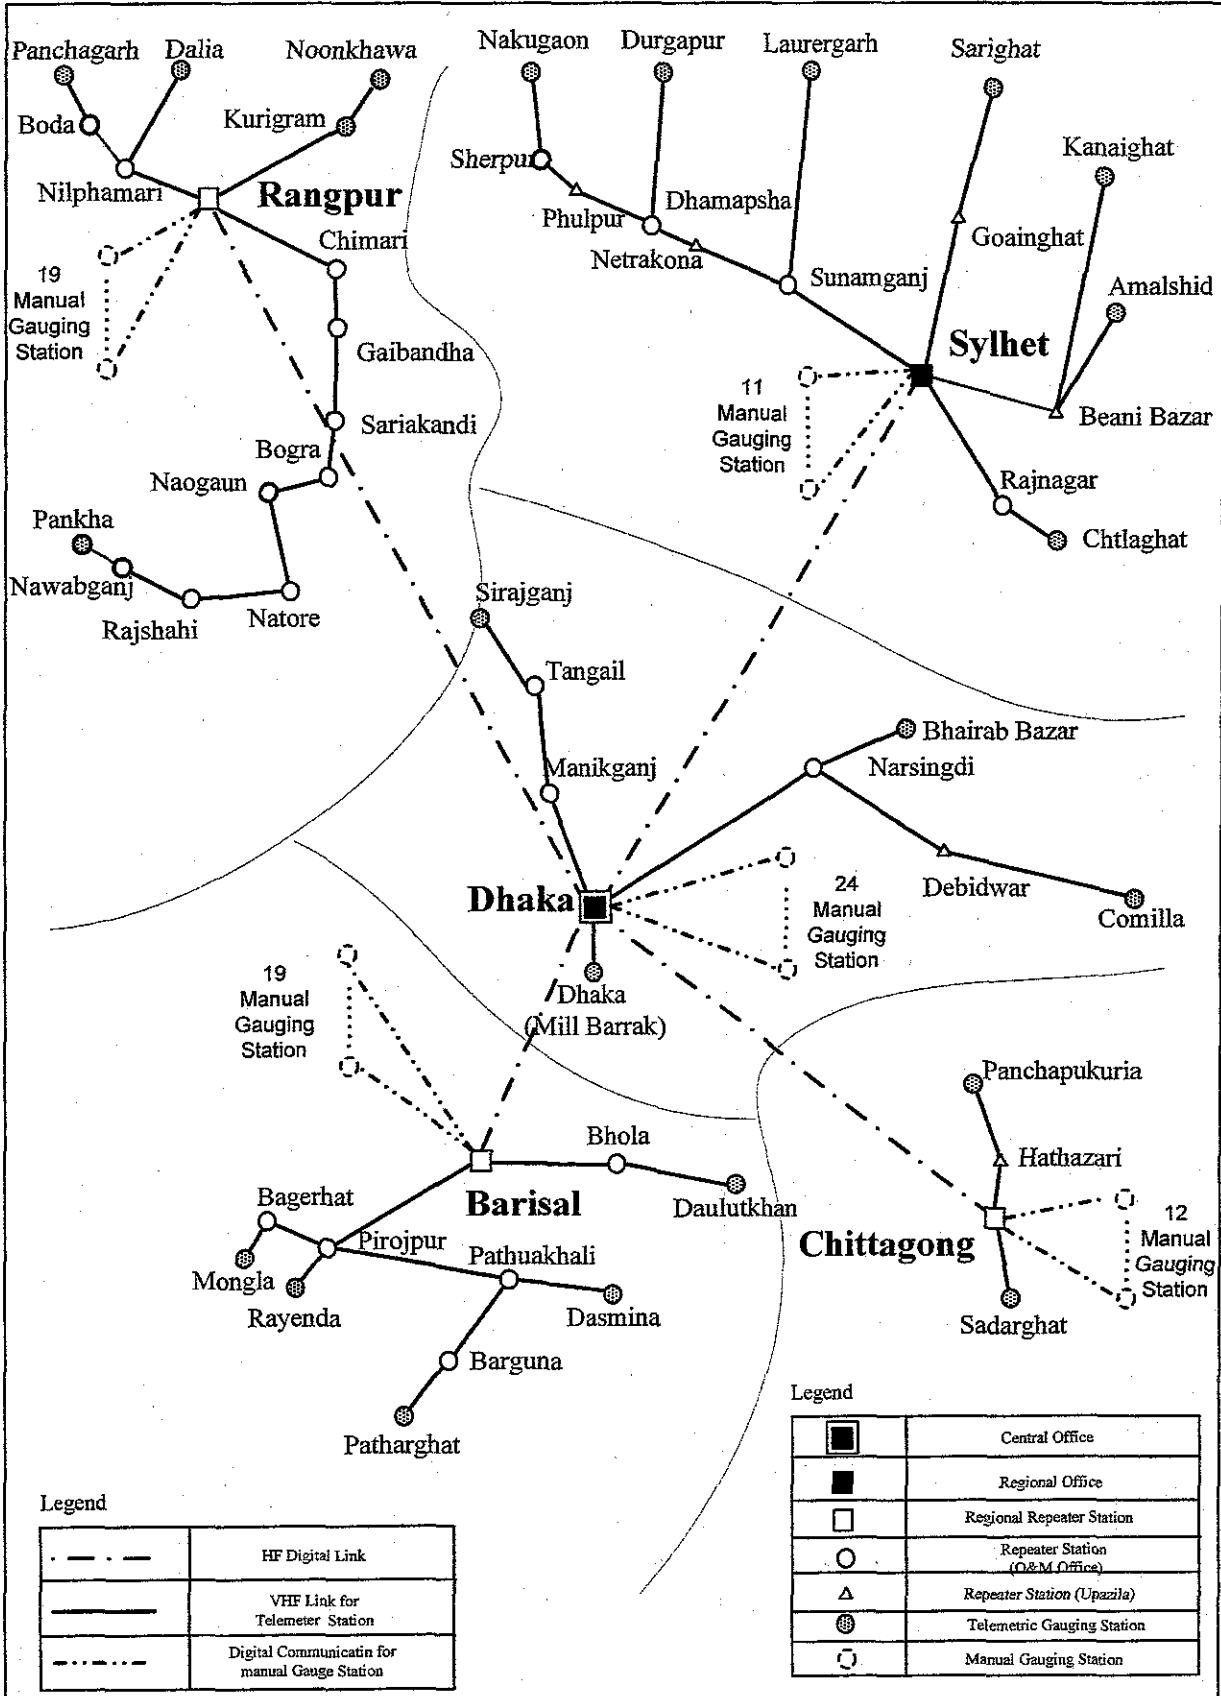 Panchagarh
Dalia
Noonkhawa
Nakugaon
Durgapur
Laurergarh
Sarighat
Boda
Kurigram
Kanaighat
Sherpur
Nilphamari
Rangpur
Phulpur
Dhamapsha
Goainghat
Chimari
Netrakona
Sunamganj
Amalshid
19
Manual
Gauging
Station
Gaibandha
Sylhet
11
Manual
Gauging
Station
Sariakandi
Beani Bazar
Bogra
Naogaun
Rajnagar
Pankha
Chtlaghat
Nawabganj
Rajshahi
Natore
Sirajganj
Tangail
Bhairab Bazar
Manikganj
Narsingdi
Dhaka
24
Manual
Gauging
Station
Debidwar
Comilla
19
Manual
Gauging
Station
Dhaka
(Mill Barrak)
Panchapukuria
Bhola
Hathazari
Bagerhat
Barisal
Daulutkhan
Chittagong
12
Manual
Gauging
Station
Pirojpur
Pathuakhali
Mongla
Rayenda
Dasmina
Sadarghat
Barguna
Patharghat
Legend
Central Office
Regional Office
Regional Repeater Station
Repeater Station
(O&M Office)
Repeater Station (Upazila)
Telemetric Gauging Station
Manual Gauging Station
Legend
HF Digital Link
VHF Link for
Telemeter Station
Digital Communicatin for
manual Gauge Station